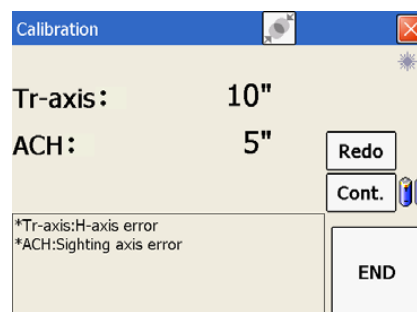 Calibration
Tr-axis: 10"
ACH: 5"
Redo
Cont.
*Tr-axis:H-axis error
*ACH:Sighting axis error
END